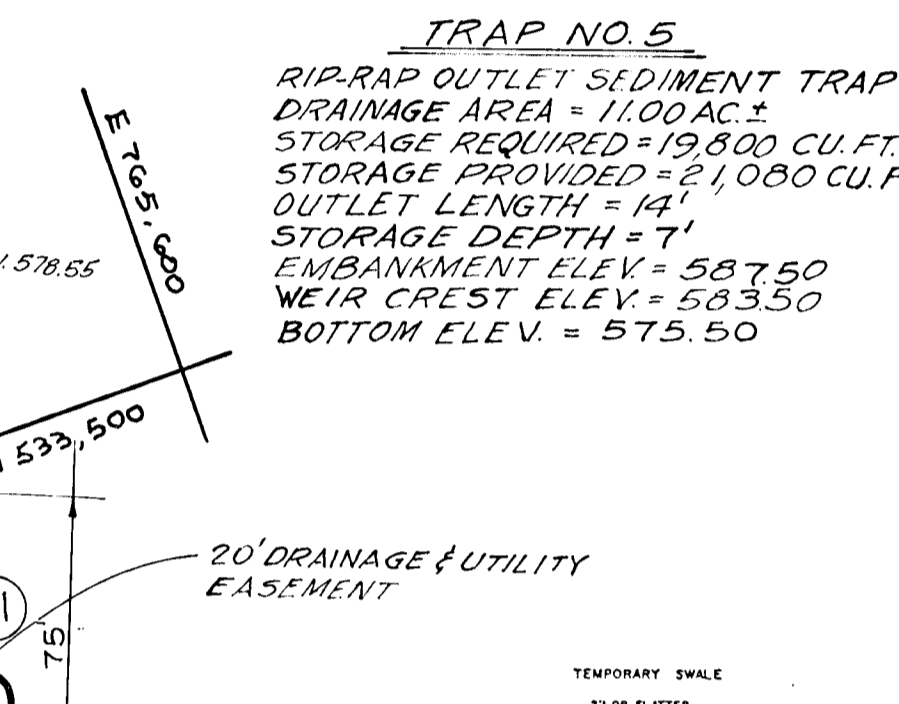 TRAP NO. 5
RIP-RAP OUTLET SEDIMENT TRAP
DRAINAGE AREA = 11.00 AC.±
STORAGE REQUIRED = 19,800 CU. FT.
STORAGE PROVIDED = 21,080 CU. F
OUTLET LENGTH = 14'
STORAGE DEPTH = 7'
EMBANKMENT ELEV. = 587.50
WEIR CREST ELEV. = 583.50
BOTTOM ELEV. = 575.50
E 765,600
578.55
533,500
20' DRAINAGE & UTILITY
EASEMENT
1
75'
TEMPORARY SWALE